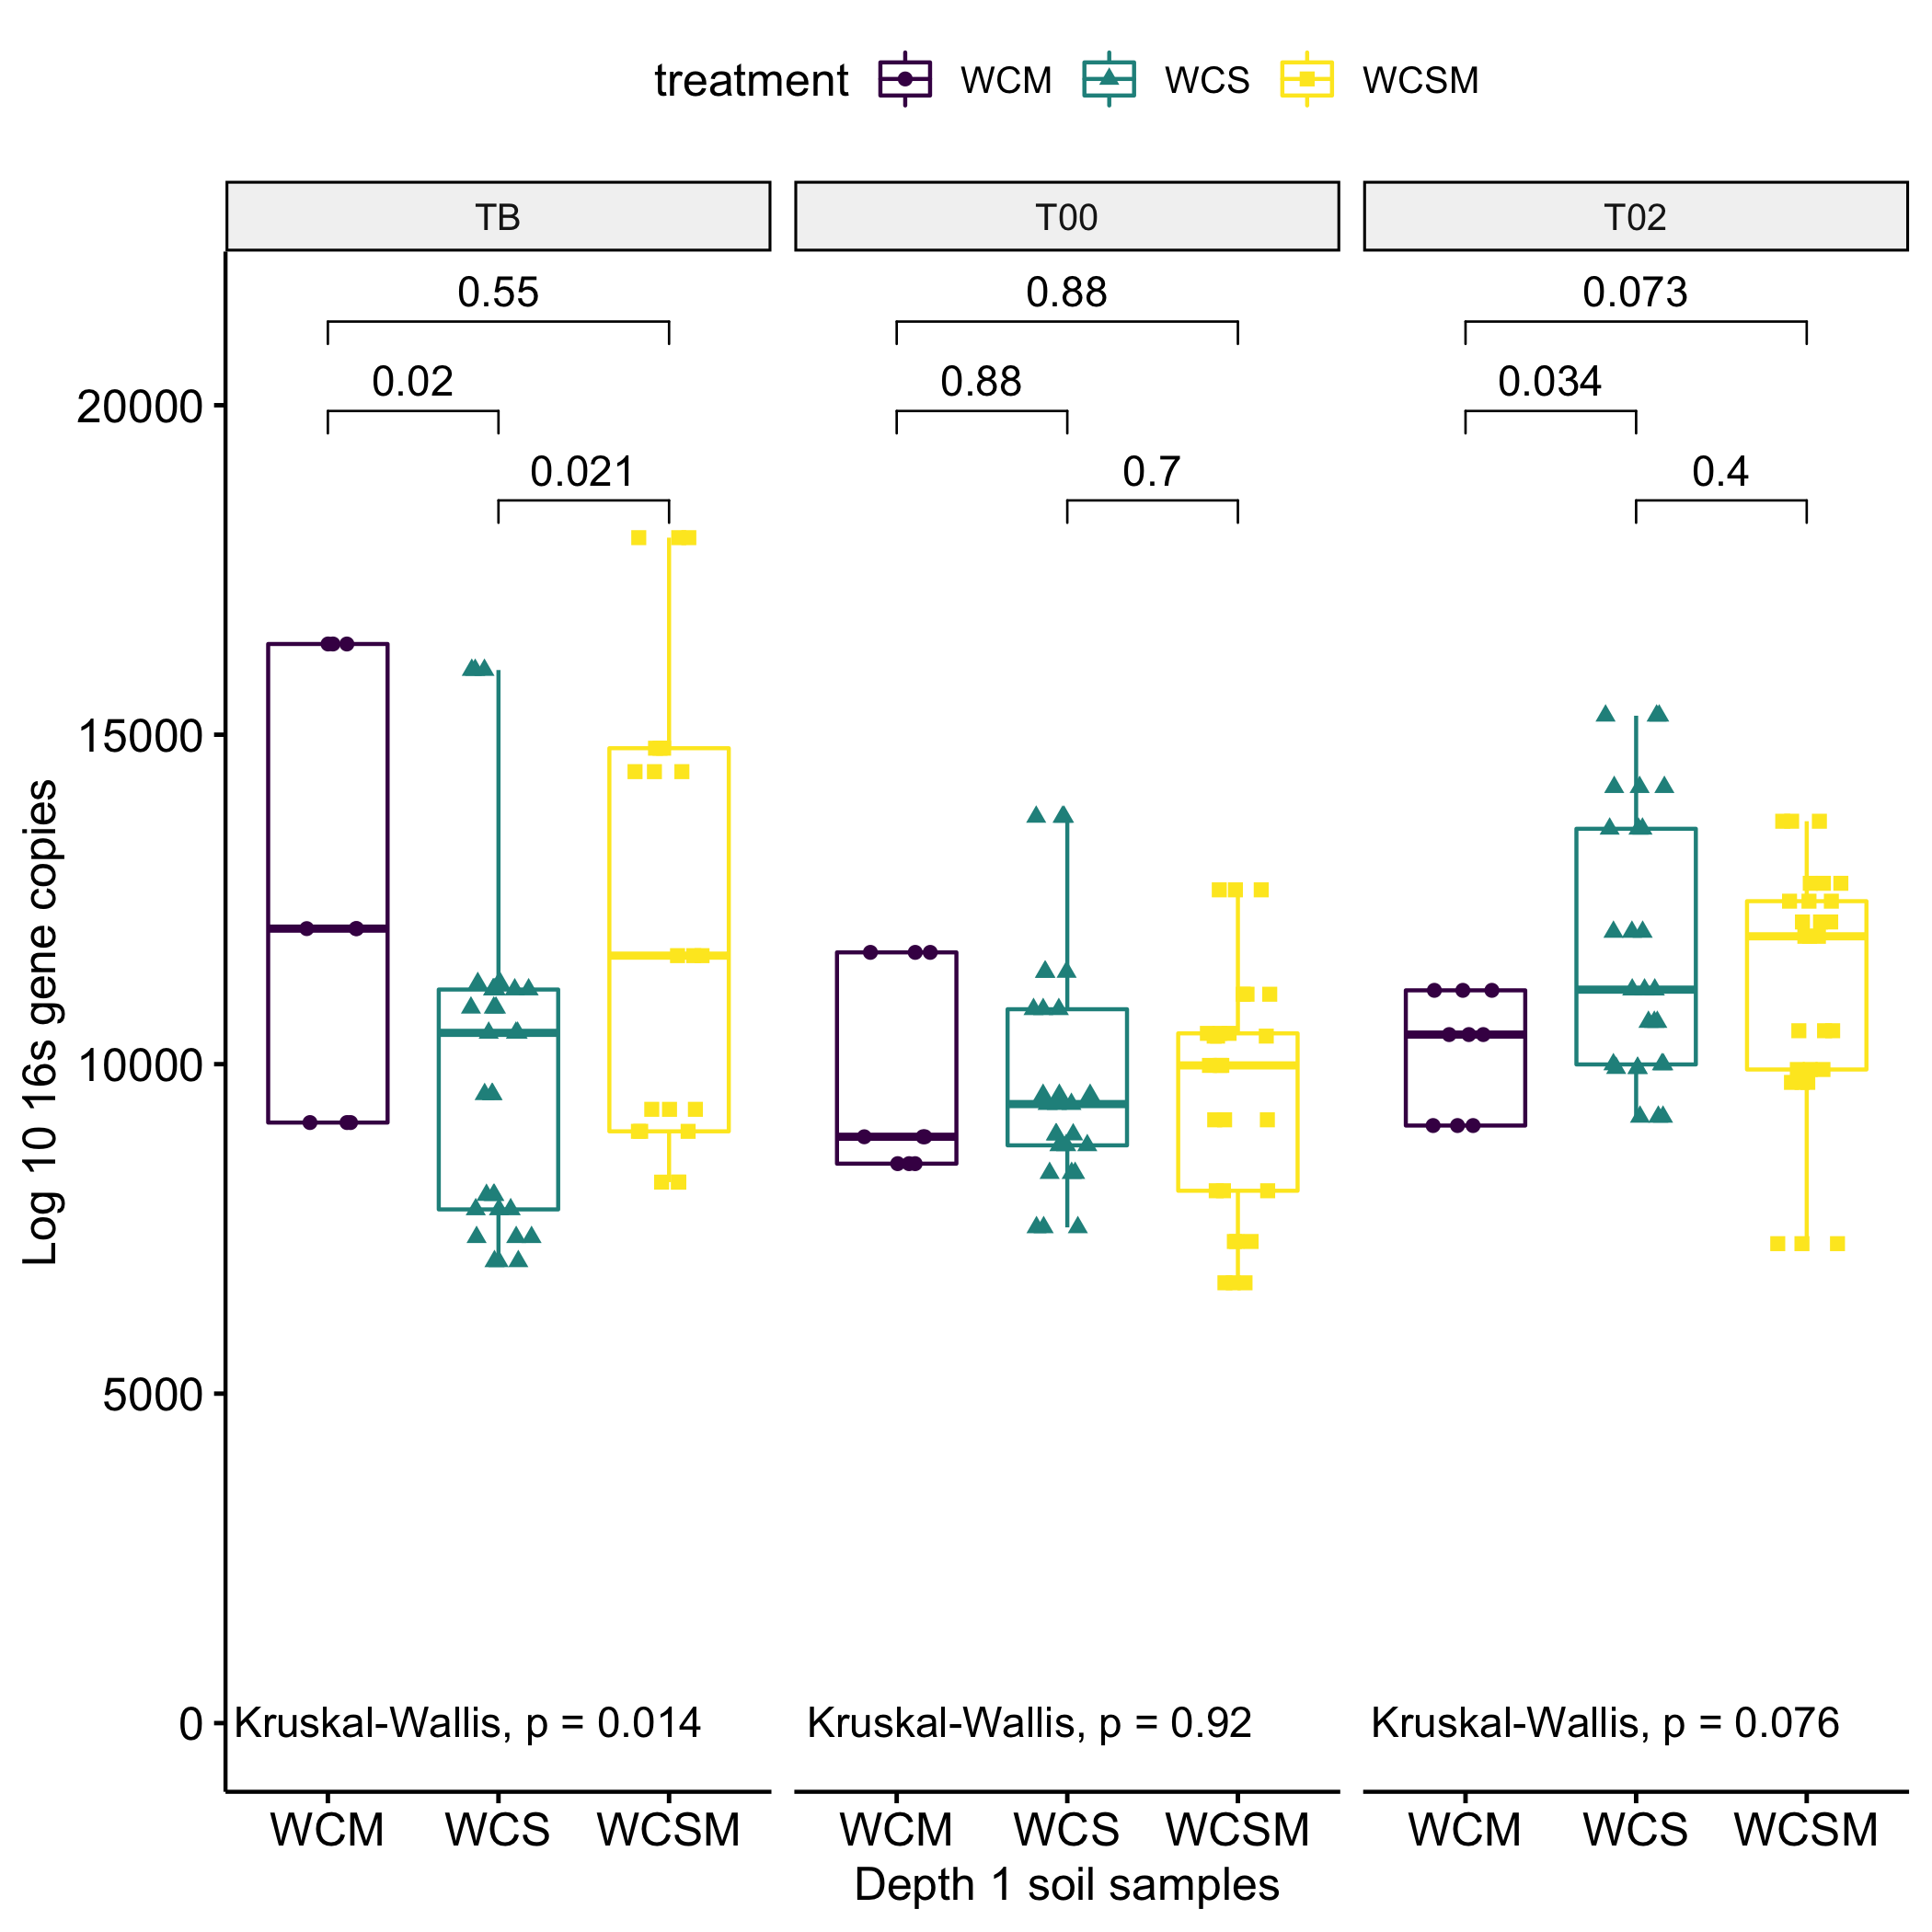 treatment WCM WCS WCSM
TB T00 T02
0.55 0.88 0.073
0.02 0.88 0.034
0.021 0.7 0.4
20000
15000
10000
5000
0
Log 10 16s gene copies
Kruskal-Wallis, p = 0.014 Kruskal-Wallis, p = 0.92 Kruskal-Wallis, p = 0.076
WCM WCS WCSM WCM WCS WCSM WCM WCS WCSM
Depth 1 soil samples